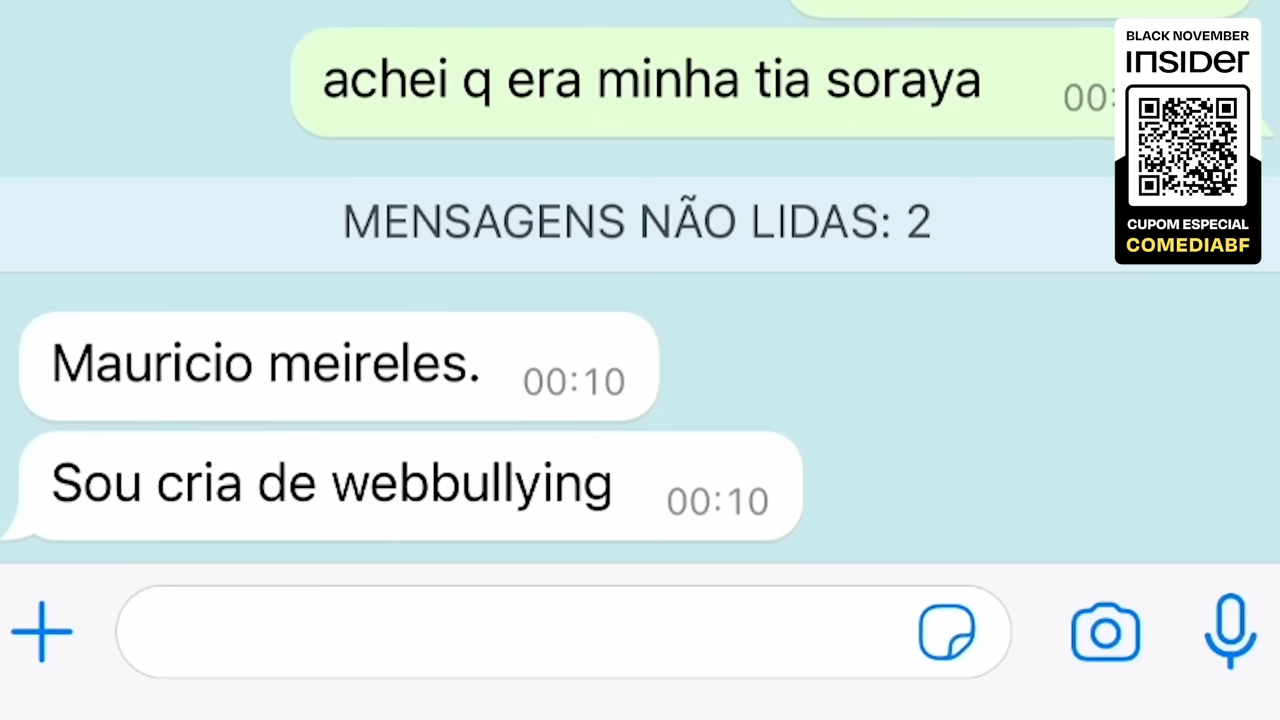 achei q era minha tia soraya
00:
BLACK NOVEMBER
INSIDER
CUPOM ESPECIAL
COMEDIABF
MENSAGENS NÃO LIDAS: 2
Mauricio meireles. 00:10
Sou cria de webbullying 00:10